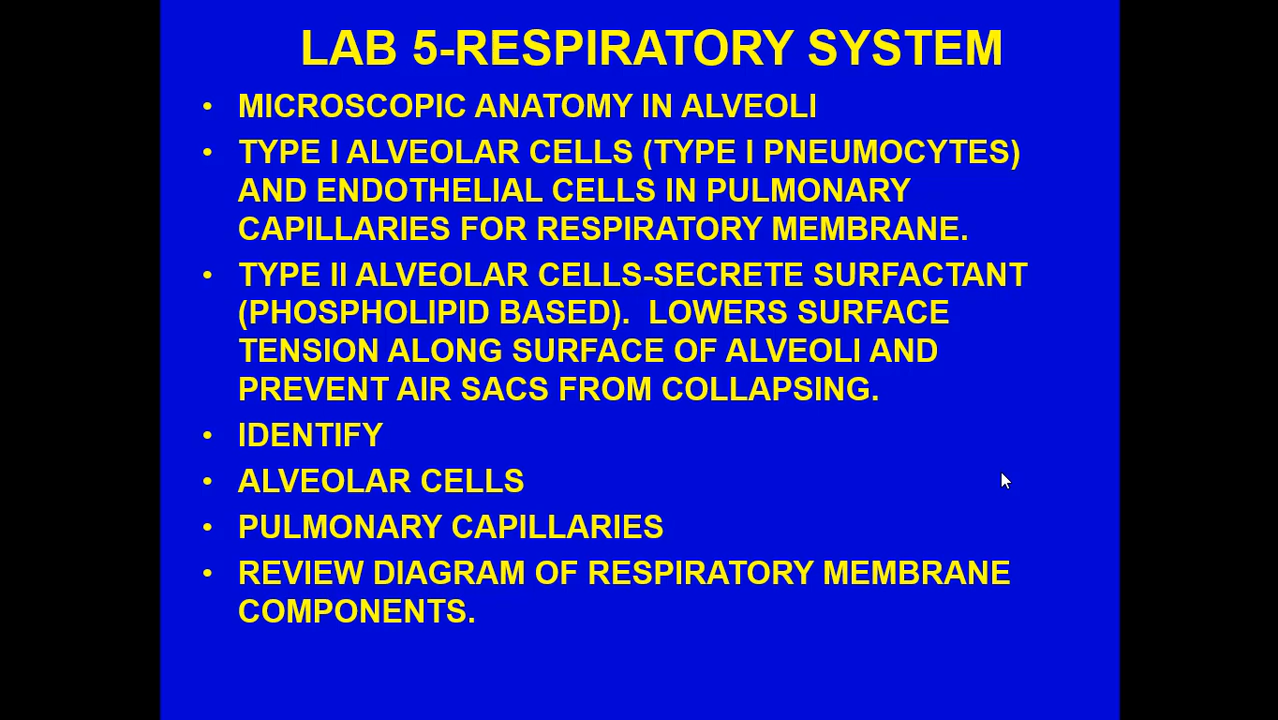 LAB 5-RESPIRATORY SYSTEM
• MICROSCOPIC ANATOMY IN ALVEOLI
• TYPE I ALVEOLAR CELLS (TYPE I PNEUMOCYTES)
AND ENDOTHELIAL CELLS IN PULMONARY
CAPILLARIES FOR RESPIRATORY MEMBRANE.
• TYPE II ALVEOLAR CELLS-SECRETE SURFACTANT
(PHOSPHOLIPID BASED).  LOWERS SURFACE
TENSION ALONG SURFACE OF ALVEOLI AND
PREVENT AIR SACS FROM COLLAPSING.
• IDENTIFY
• ALVEOLAR CELLS
• PULMONARY CAPILLARIES
• REVIEW DIAGRAM OF RESPIRATORY MEMBRANE
COMPONENTS.